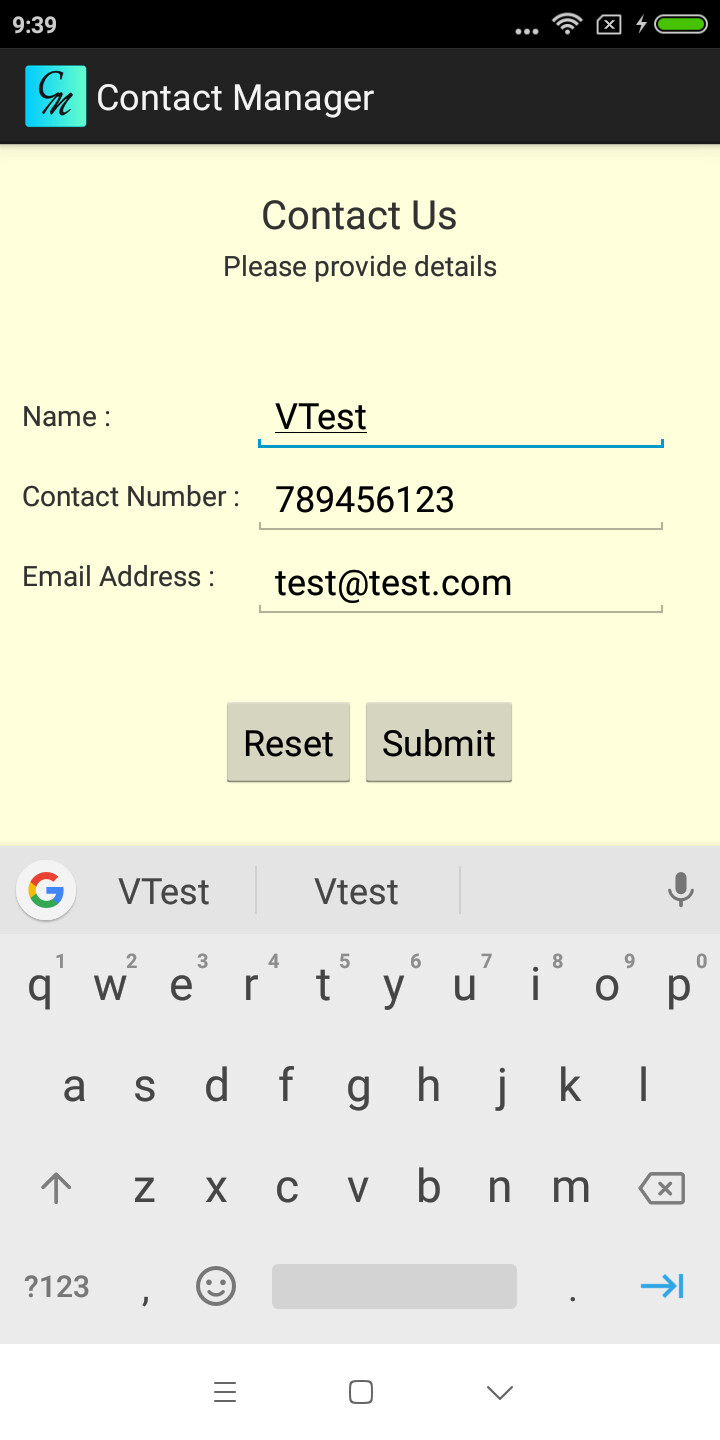 9:39
CM Contact Manager
Contact Us
Please provide details
Name : VTest
Contact Number : 789456123
Email Address : test@test.com
Reset Submit
G VTest Vtest
q 1 w 2 e 3 r 4 t 5 y 6 u 7 i 8 o 9 p 0
a s d f g h j k l
z x c v b n m
?123 , .